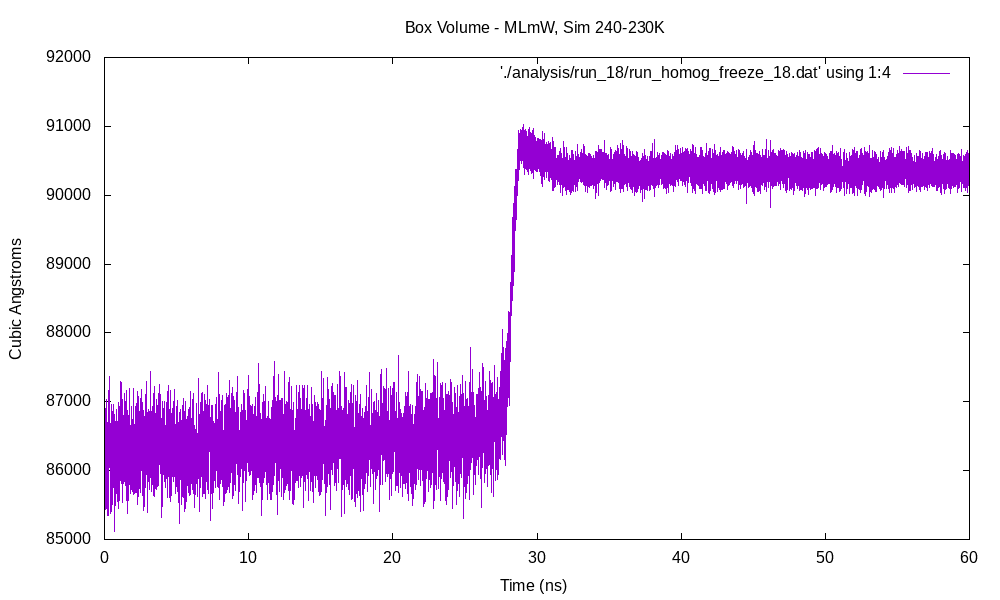 Box Volume - MLmW, Sim 240-230K
'./analysis/run_18/run_homog_freeze_18.dat' using 1:4
92000
91000
90000
89000
88000
87000
86000
85000
Cubic Angstroms
0 10 20 30 40 50 60
Time (ns)